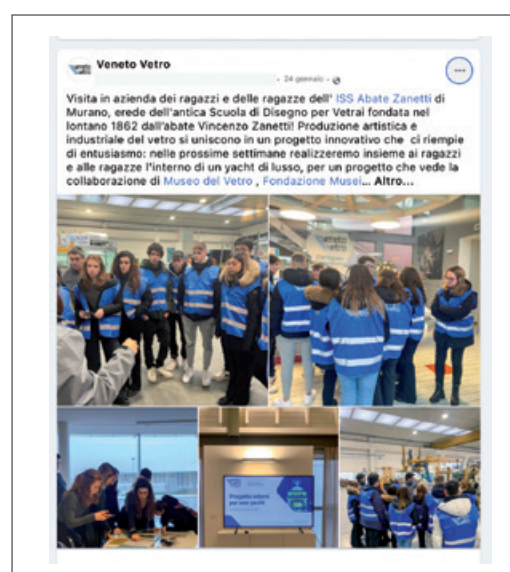 Veneto Vetro
· 24 gennaio ·
Visita in azienda dei ragazzi e delle ragazze dell' ISS Abate Zanetti di
Murano, erede dell'antica Scuola di Disegno per Vetrai fondata nel
lontano 1862 dall'abate Vincenzo Zanetti! Produzione artistica e
industriale del vetro si uniscono in un progetto innovativo che ci riempie
di entusiasmo: nelle prossime settimane realizzeremo insieme ai ragazzi
e alle ragazze l'interno di un yacht di lusso, per un progetto che vede la
collaborazione di Museo del Vetro , Fondazione Musei... Altro...
veneto
vetro
Progetto interni
per uno yacht